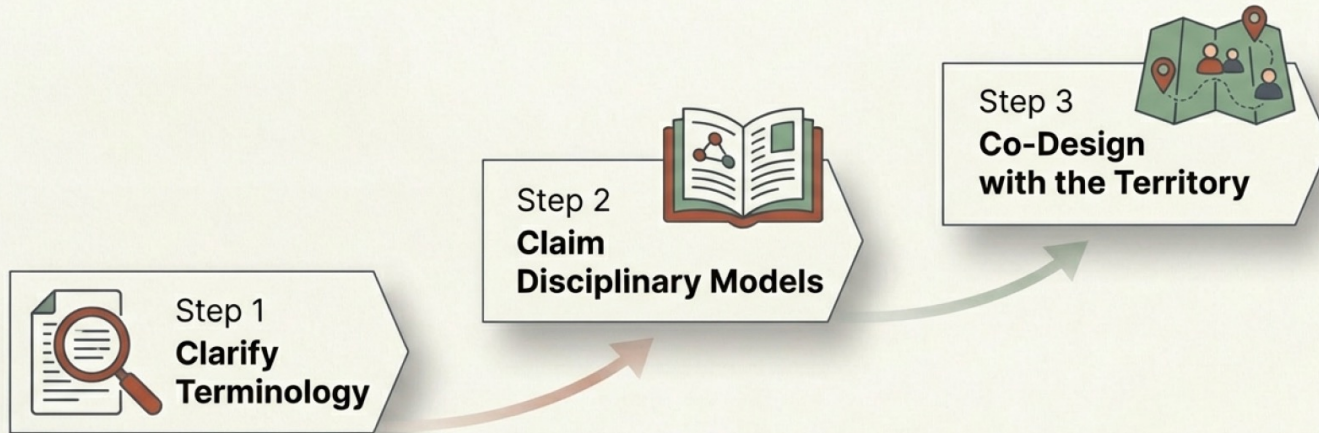 Step 1
Clarify
Terminology
Step 2
Claim
Disciplinary Models
Step 3
Co-Design
with the Territory